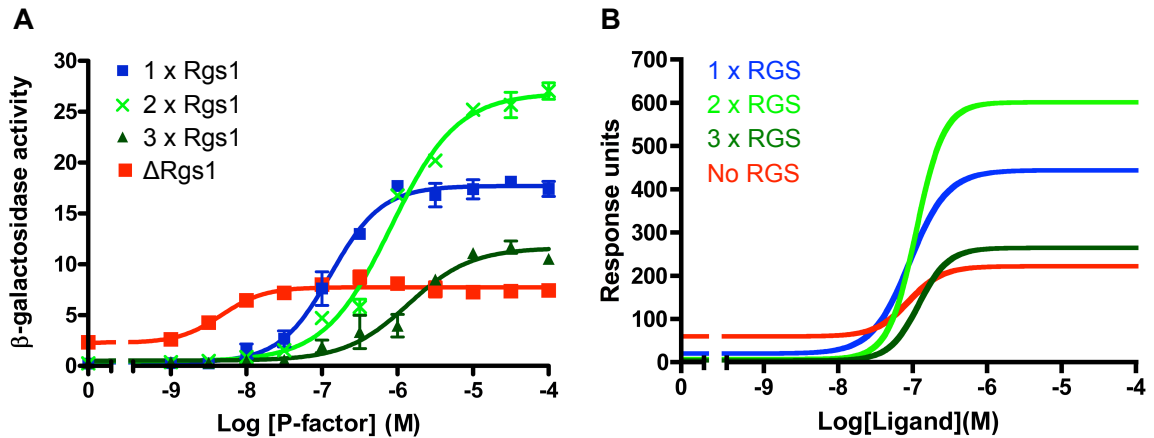 A
β-galactosidase activity
30
25
20
15
10
5
0
1 x Rgs1
2 x Rgs1
3 x Rgs1
ΔRgs1
0 -9 -8 -7 -6 -5 -4
Log [P-factor] (M)
B
Response units
700
600
500
400
300
200
100
0
1 x RGS
2 x RGS
3 x RGS
No RGS
0 -9 -8 -7 -6 -5 -4
Log[Ligand](M)